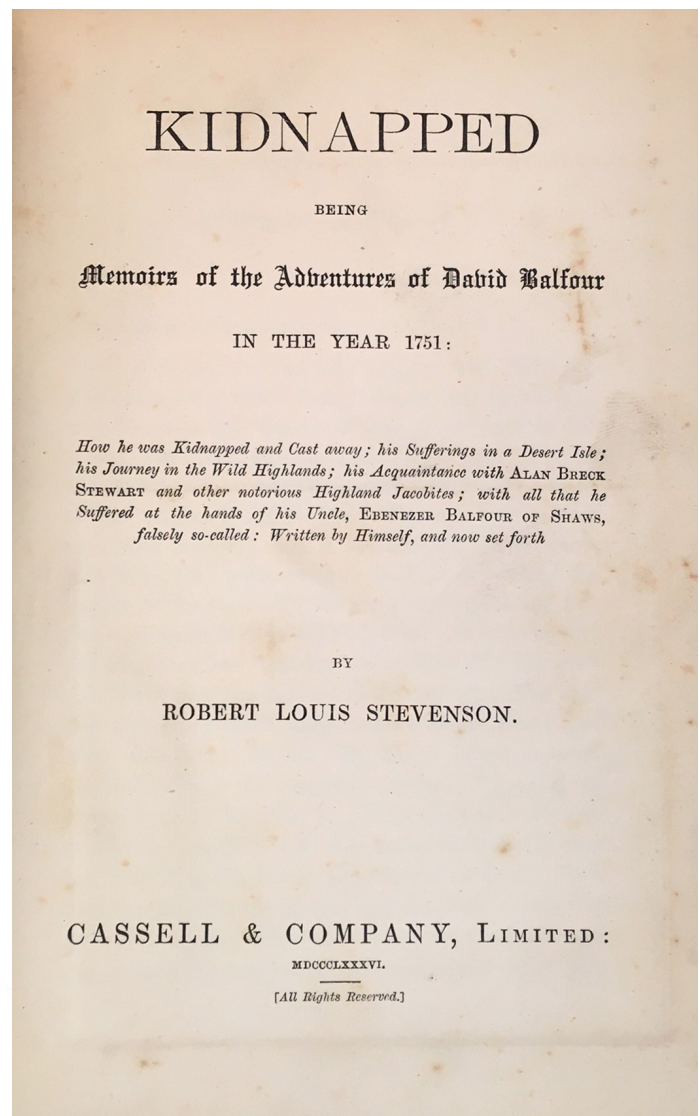 KIDNAPPED
BEING
Memoirs of the Adventures of David Balfour
IN THE YEAR 1751:
How he was Kidnapped and Cast away; his Sufferings in a Desert Isle;
his Journey in the Wild Highlands; his Acquaintance with ALAN BRECK
STEWART and other notorious Highland Jacobites; with all that he
Suffered at the hands of his Uncle, EBENEZER BALFOUR OF SHAWS,
falsely so-called: Written by Himself, and now set forth
BY
ROBERT LOUIS STEVENSON.
CASSELL & COMPANY, LIMITED:
MDCCCLXXXVI.
[All Rights Reserved.]